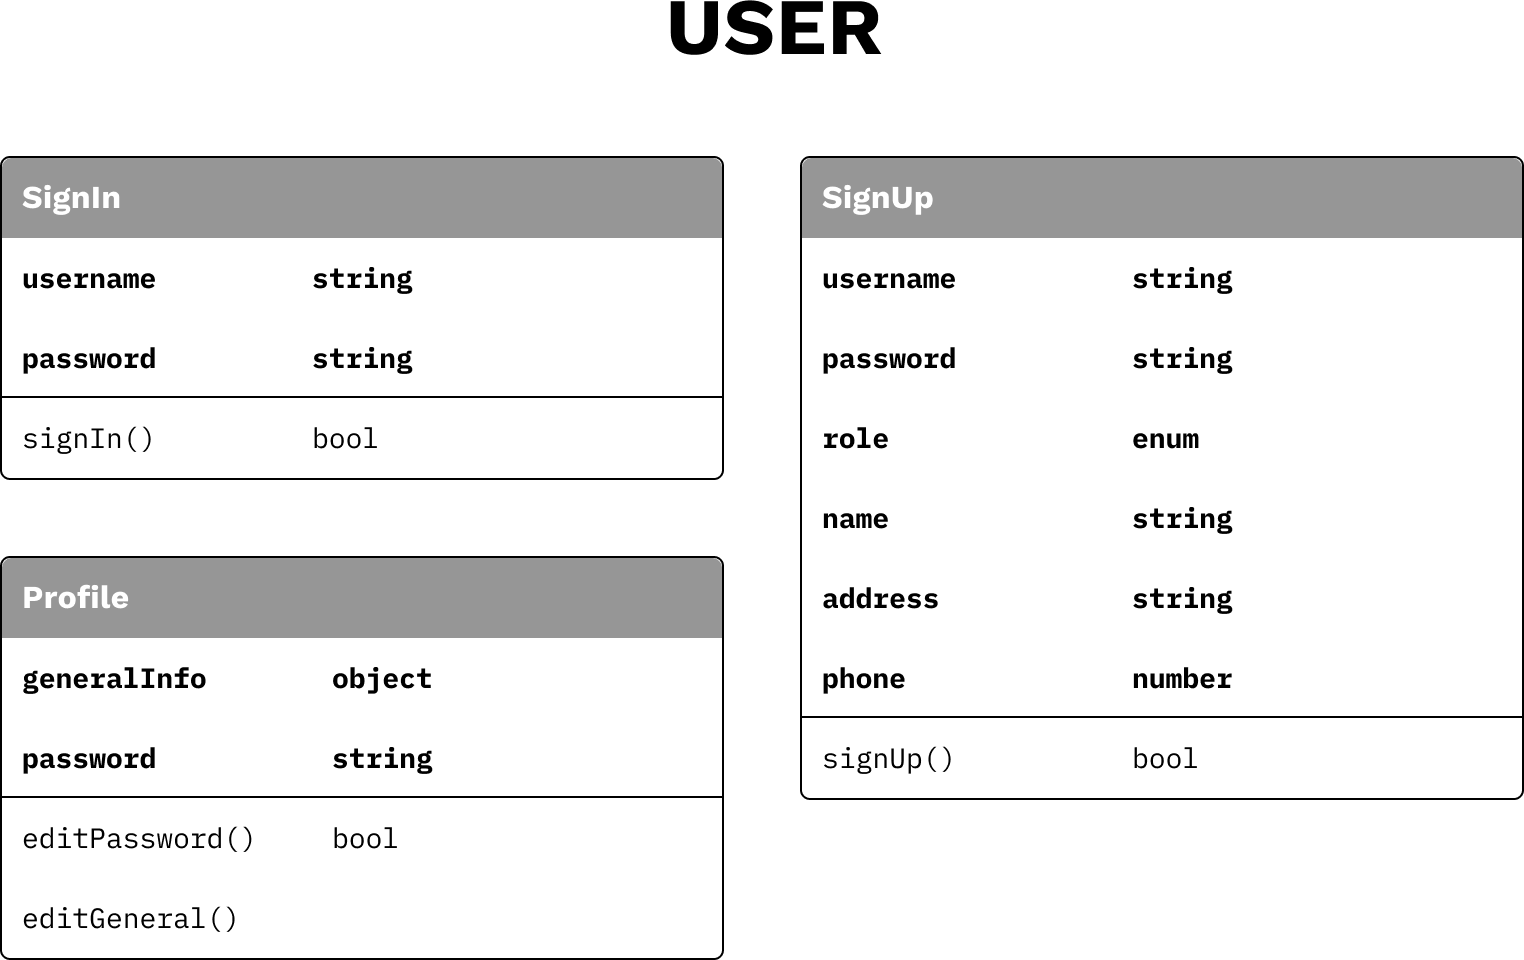 USER
SignIn
username string
password string
signIn() bool
Profile
generalInfo object
password string
editPassword() bool
editGeneral()
SignUp
username string
password string
role enum
name string
address string
phone number
signUp() bool